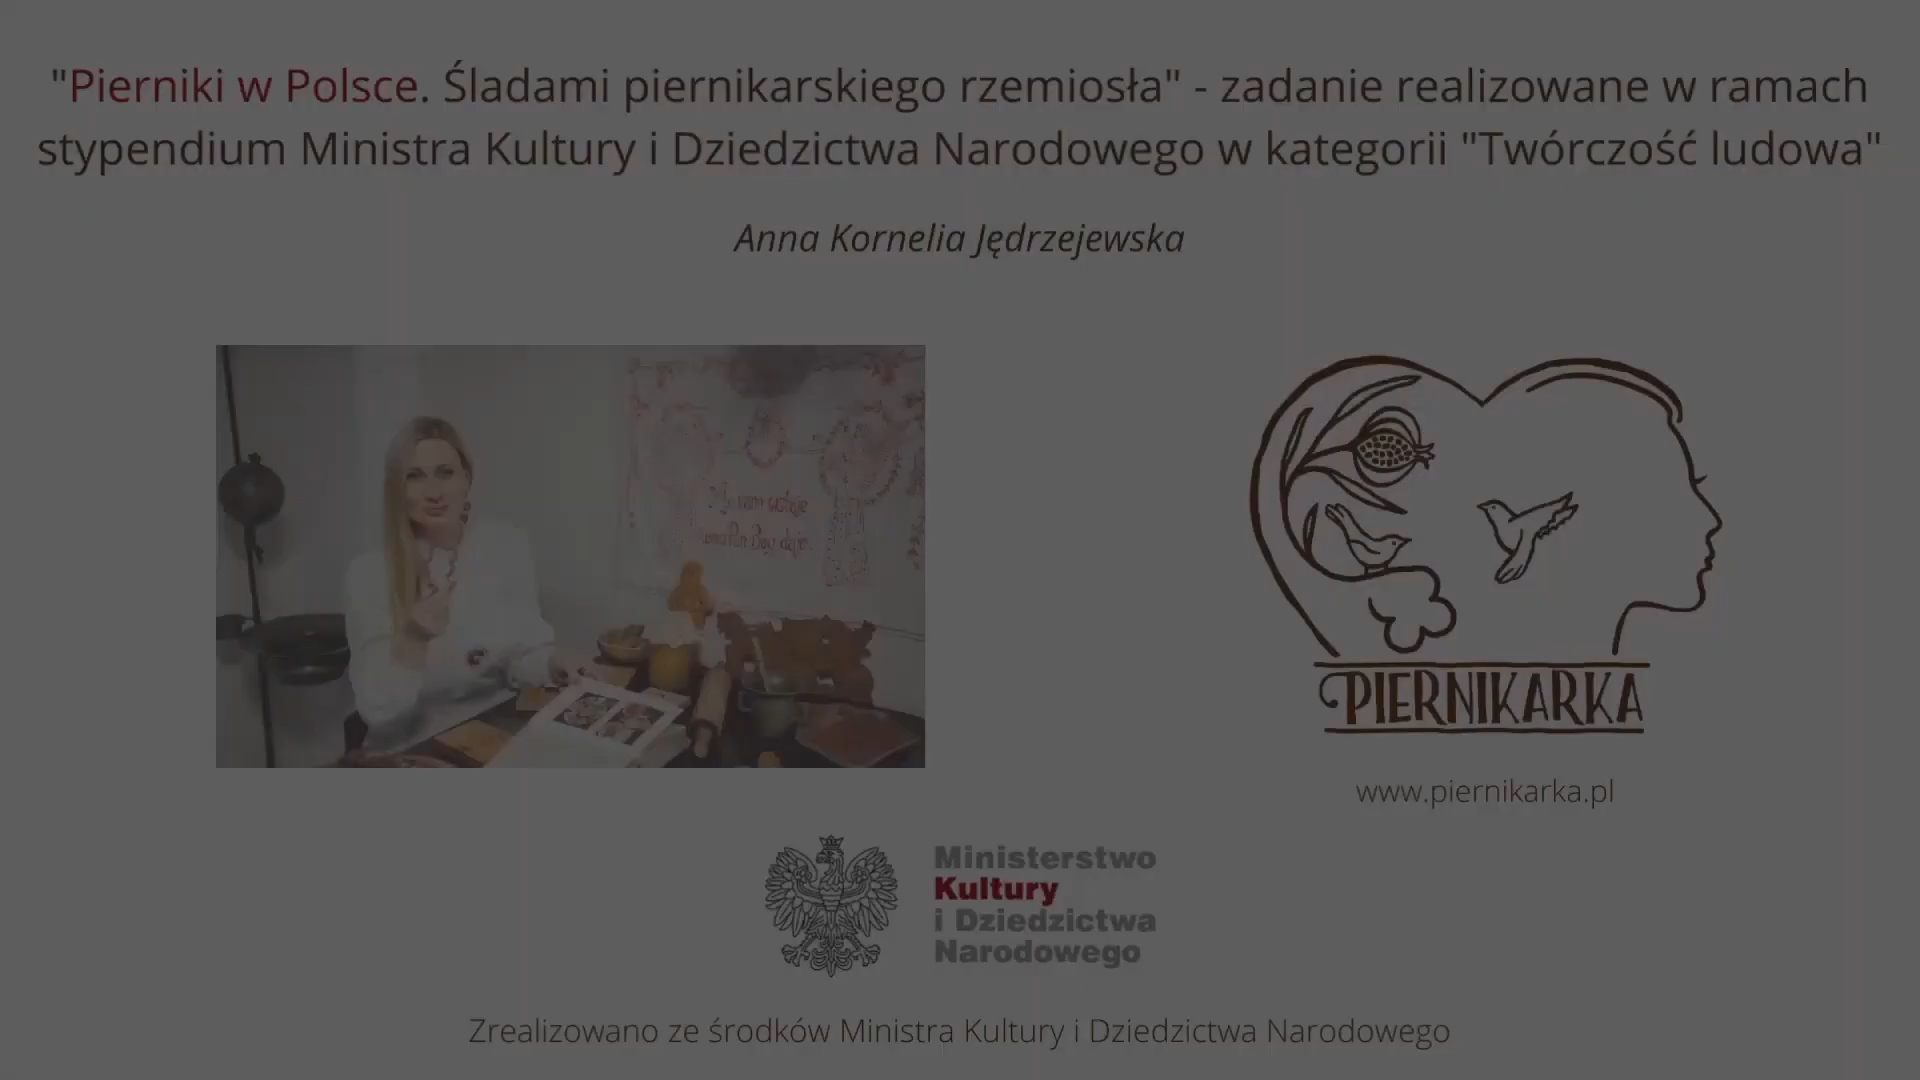 "Pierniki w Polsce. Śladami piernikarskiego rzemiosła" - zadanie realizowane w ramach
stypendium Ministra Kultury i Dziedzictwa Narodowego w kategorii "Twórczość ludowa"
Anna Kornelia Jędrzejewska
PIERNIKARKA
www.piernikarka.pl
Ministerstwo
Kultury
i Dziedzictwa
Narodowego
Zrealizowano ze środków Ministra Kultury i Dziedzictwa Narodowego